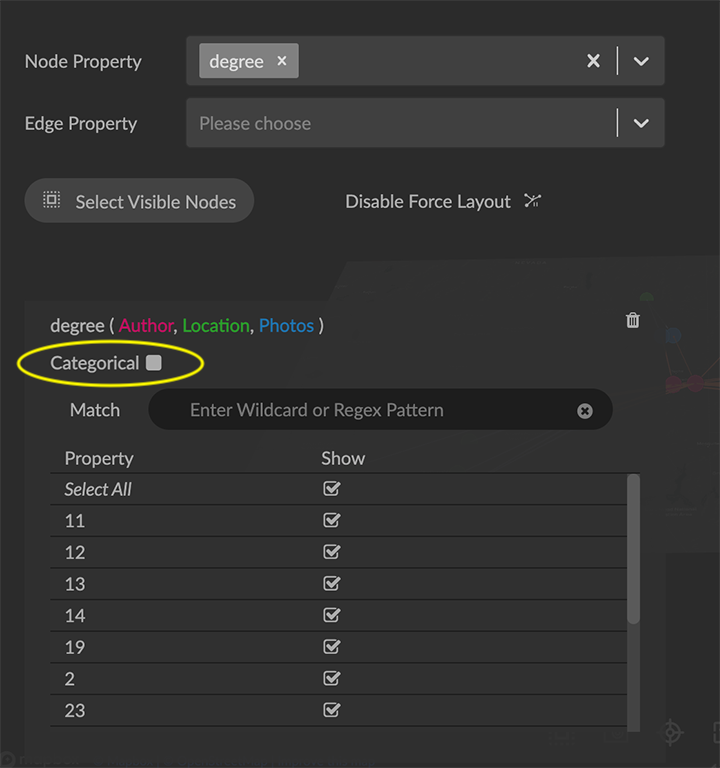 Node Property degree
Edge Property Please choose
Select Visible Nodes Disable Force Layout
degree ( Author, Location, Photos )
Categorical
Match Enter Wildcard or Regex Pattern
Property Show
Select All
11
12
13
14
19
2
23